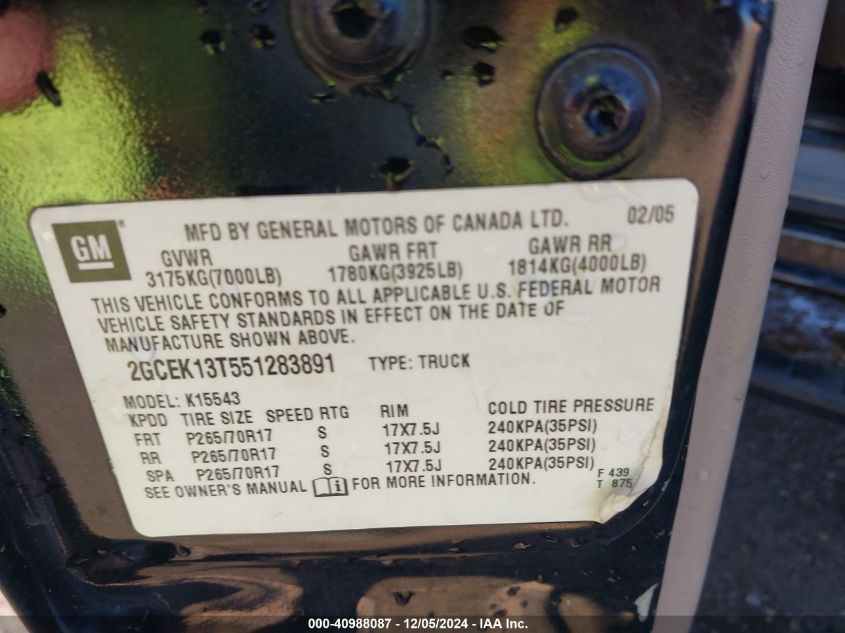 GM
MFD BY GENERAL MOTORS OF CANADA LTD. 02/05
GVWR GAWR FRT GAWR RR
3175KG(7000LB) 1780KG(3925LB) 1814KG(4000LB)
THIS VEHICLE CONFORMS TO ALL APPLICABLE U.S. FEDERAL MOTOR
VEHICLE SAFETY STANDARDS IN EFFECT ON THE DATE OF
MANUFACTURE SHOWN ABOVE.
2GCEK13T551283891 TYPE: TRUCK
MODEL: K15543
KPDD TIRE SIZE SPEED RTG RIM COLD TIRE PRESSURE
FRT P265/70R17 S 17X7.5J 240KPA(35PSI)
RR P265/70R17 S 17X7.5J 240KPA(35PSI)
SPA P265/70R17 S 17X7.5J 240KPA(35PSI)
SEE OWNER'S MANUAL i FOR MORE INFORMATION.
F 439
T 875
000-40988087 - 12/05/2024 - IAA Inc.